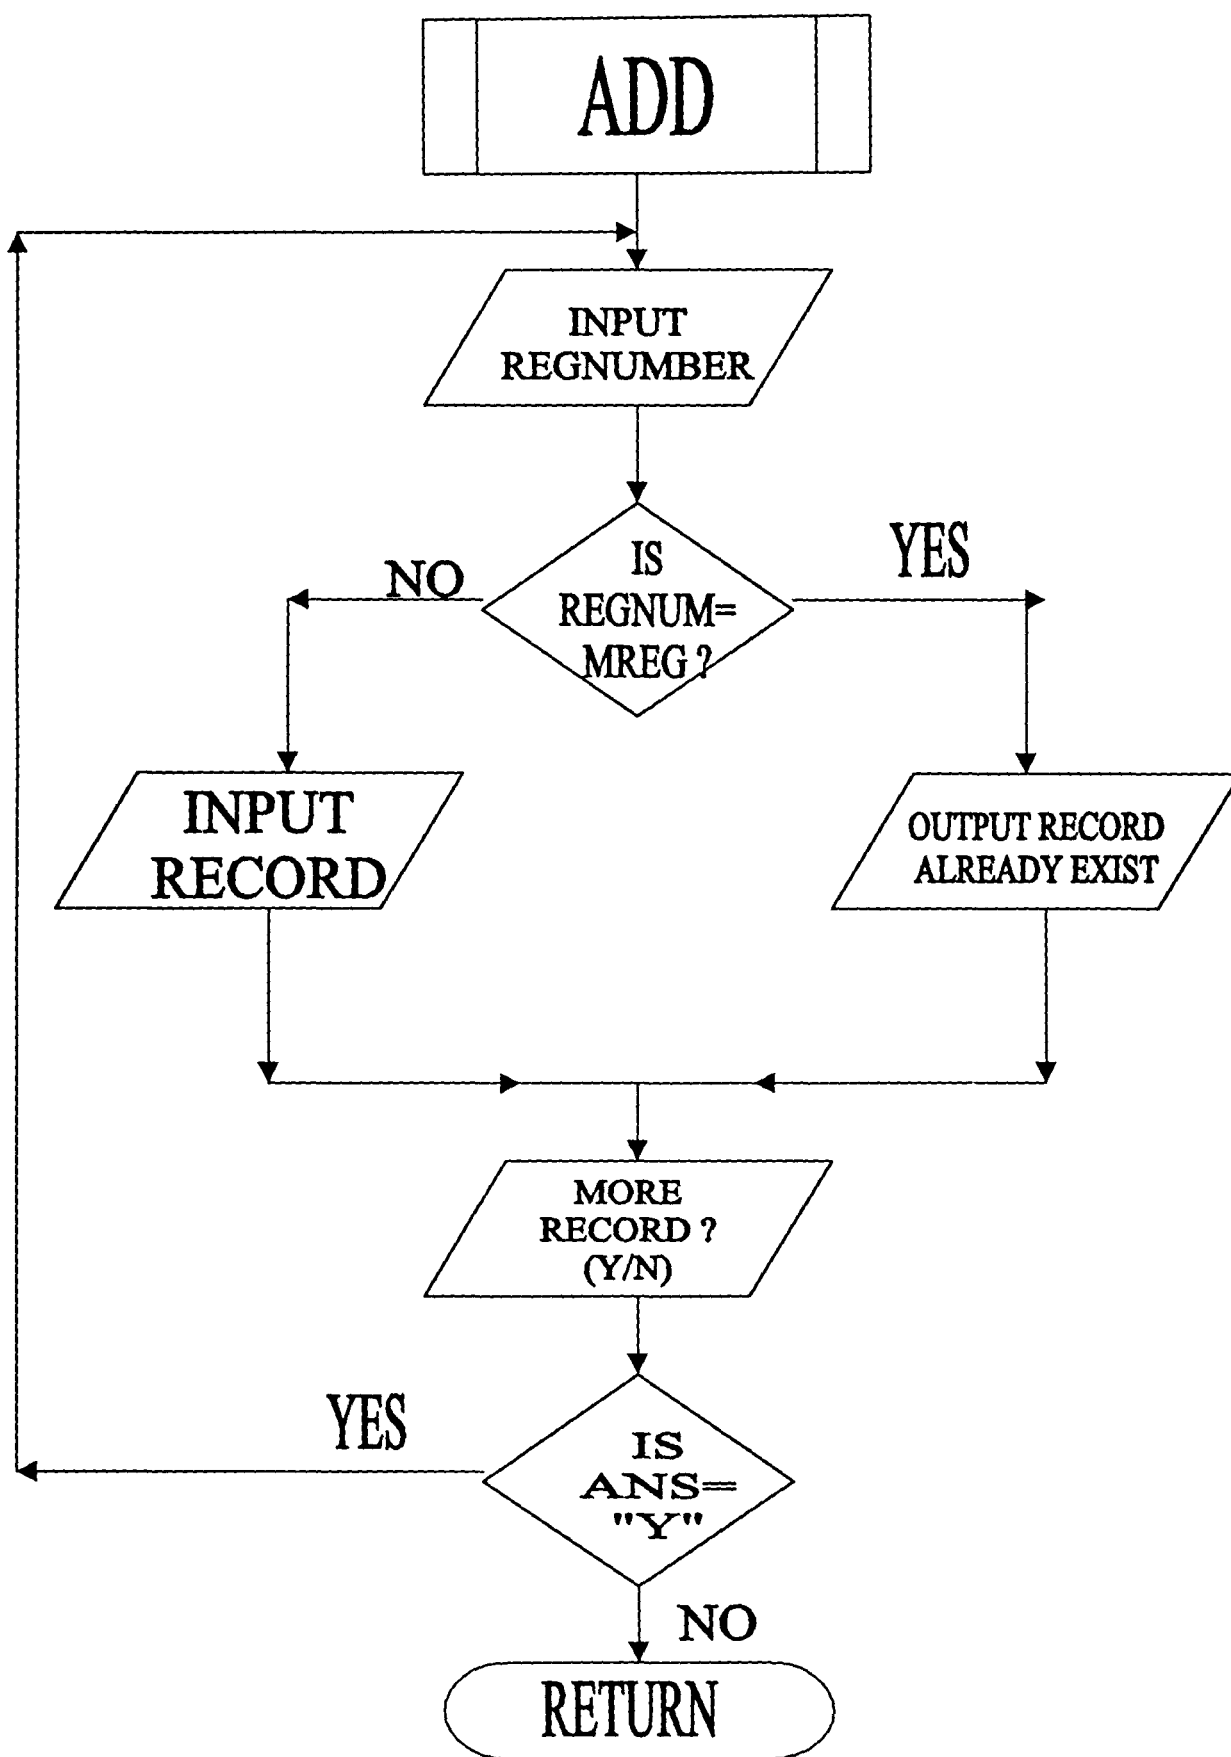 ADD
INPUT
REGNUMBER
IS
REGNUM=
MREG ?
NO
YES
INPUT
RECORD
OUTPUT RECORD
ALREADY EXIST
MORE
RECORD ?
(Y/N)
YES
IS
ANS=
"Y"
NO
RETURN